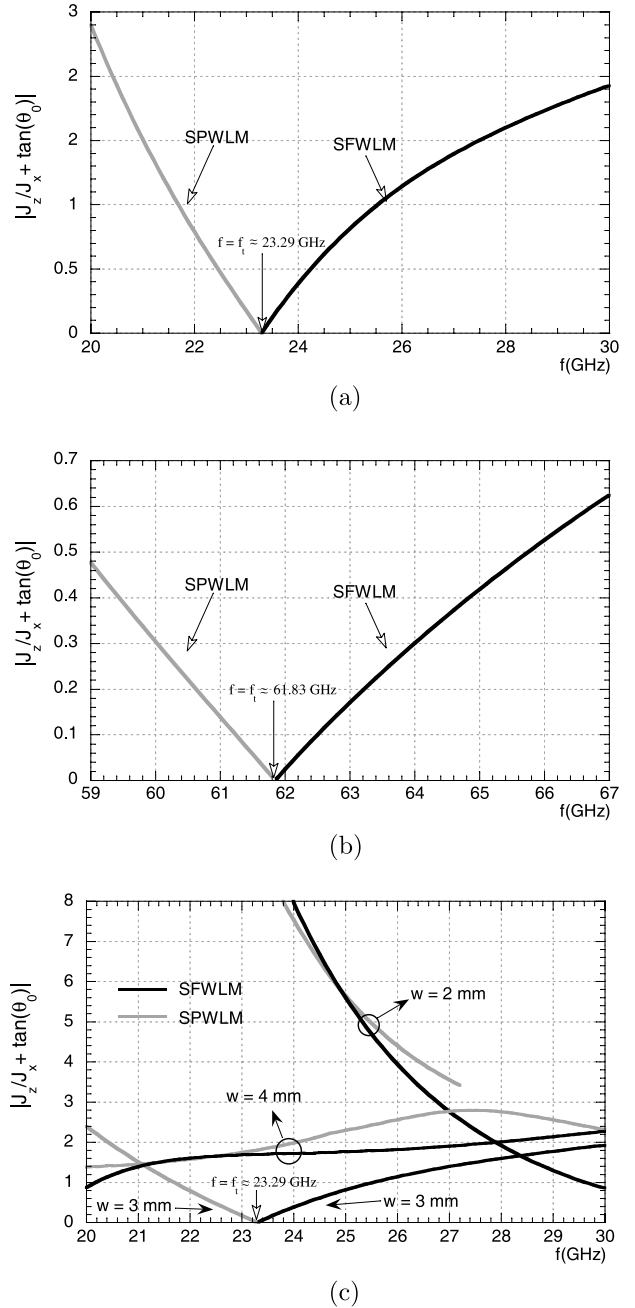 3
2
2
1
0.5
0
|J_z/J_x + tan(θ_0)|
SPWLM
SFWLM
f = f_t ≈ 23.29 GHz
20 22 24 26 28 30
f(GHz)
(a)
0.7
0.6
0.5
0.4
0.3
0.2
0.1
0
|J_z/J_x + tan(θ_0)|
SPWLM
SFWLM
f = f_t ≈ 61.83 GHz
59 60 61 62 63 64 65 66 67
f(GHz)
(b)
8
7
6
5
4
3
2
1
0
|J_z/J_x + tan(θ_0)|
SFWLM
SPWLM
w = 2 mm
w = 4 mm
f = f_t ≈ 23.29 GHz
w = 3 mm
w = 3 mm
20 21 22 23 24 25 26 27 28 29 30
f(GHz)
(c)